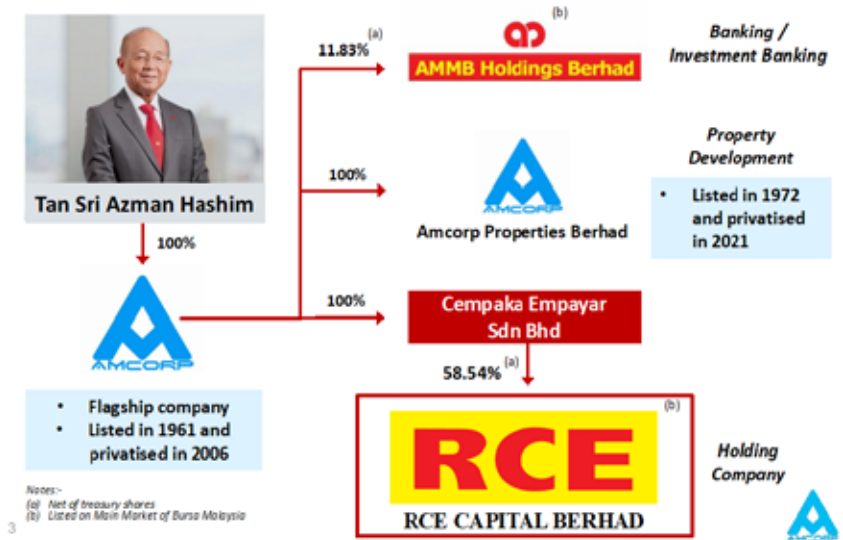 (a)
(b)
11.83%
AMMB Holdings Berhad
Banking /
Investment Banking
Tan Sri Azman Hashim
100%
100%
AMCORP
Amcorp Properties Berhad
Property
Development
• Listed in 1972
and privatised
in 2021
AMCORP
• Flagship company
• Listed in 1961 and
privatised in 2006
100%
Cempaka Empayar
Sdn Bhd
58.54% (a)
(b)
RCE
RCE CAPITAL BERHAD
Holding
Company
Notes:-
(a) Net of treasury shares
(b) Listed on Main Market of Bursa Malaysia
3
AMCORP